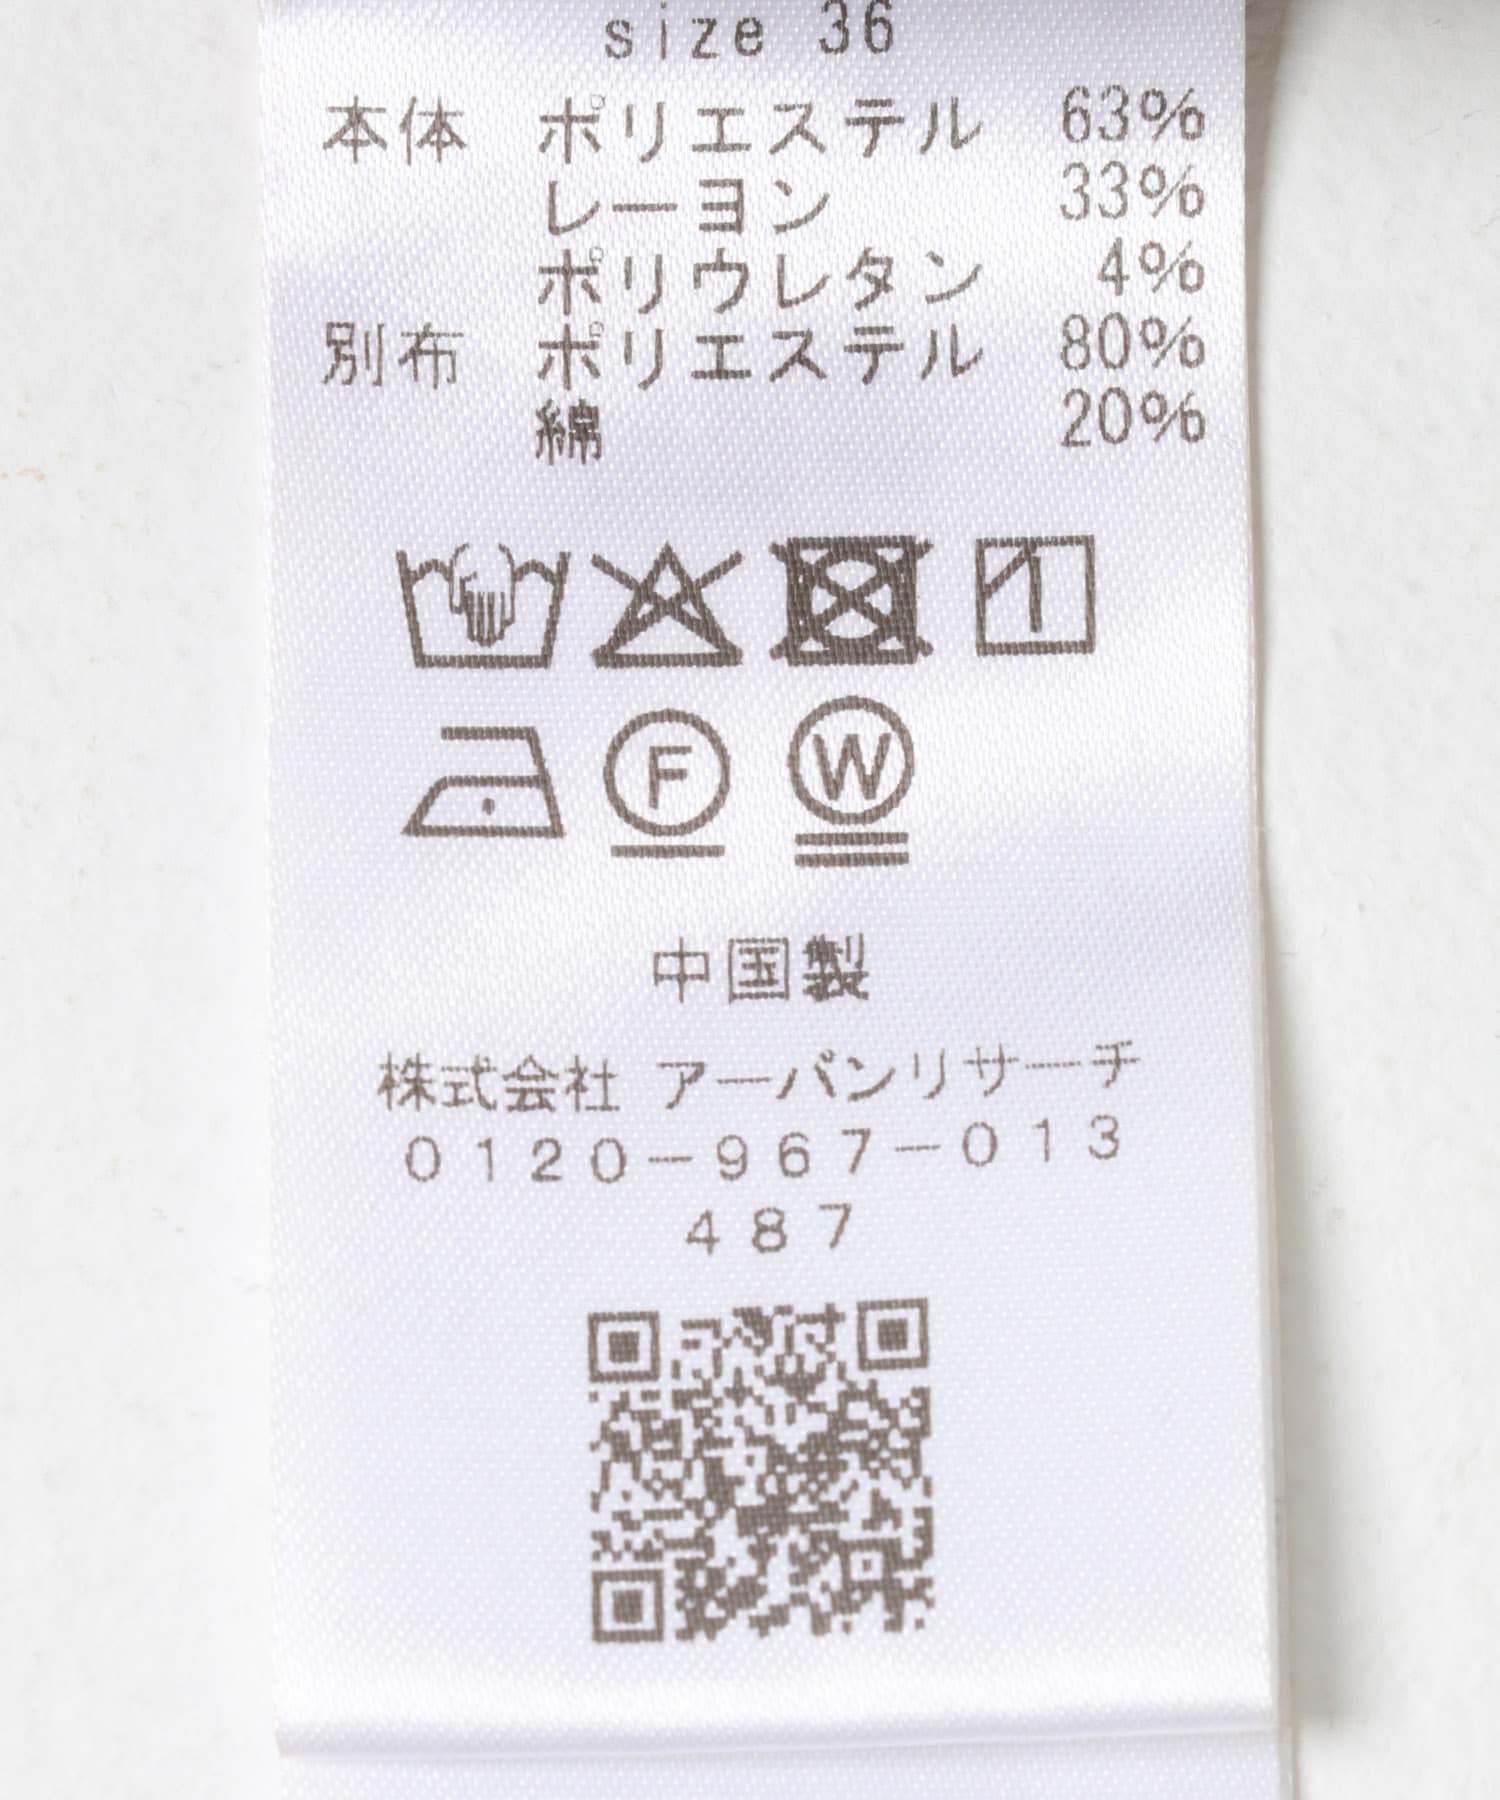 size 36
本体 ポリエステル 63%
レーヨン 33%
ポリウレタン 4%
別布 ポリエステル 80%
綿 20%
F W
中国製
株式会社 アーバンリサーチ
0120-967-013
487